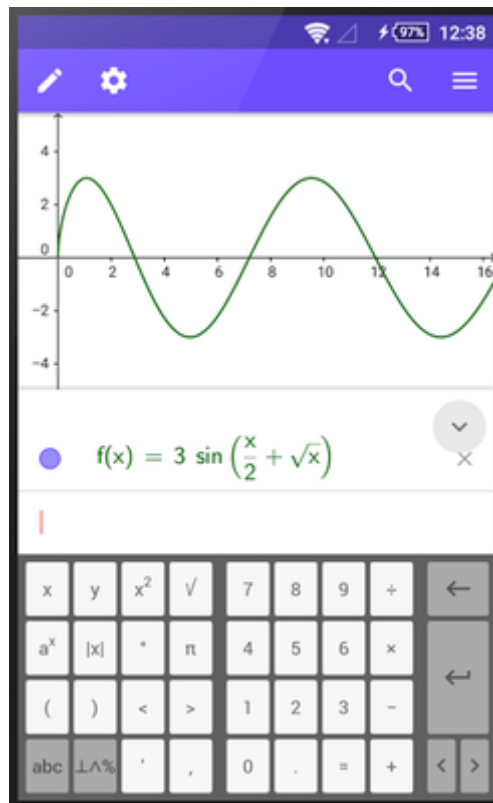 97% 12:38
4
2
0
0 2 4 6 8 10 12 14 16
−2
−4
f(x) = 3 sin (x/2 + √x)
x y x² √ 7 8 9 ÷
aˣ |x| ° π 4 5 6 ×
( ) < > 1 2 3 −
abc ⊥∧% ' , 0 . = + < >